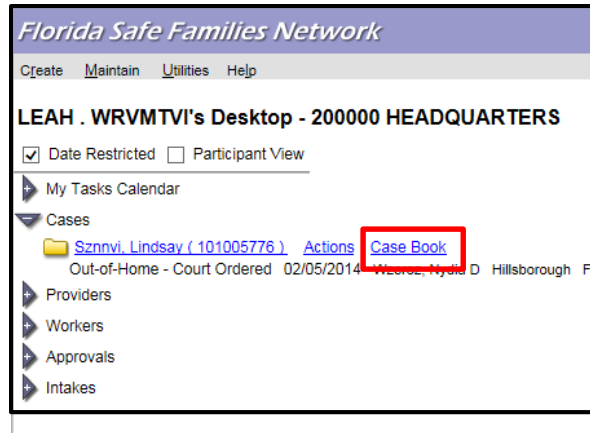 Florida Safe Families Network
Create Maintain Utilities Help
LEAH . WRVMTVI's Desktop - 200000 HEADQUARTERS
Date Restricted Participant View
My Tasks Calendar
Cases
Sznnvi, Lindsay ( 101005776 ) Actions Case Book
Out-of-Home - Court Ordered 02/05/2014 D Hillsborough F
Providers
Workers
Approvals
Intakes